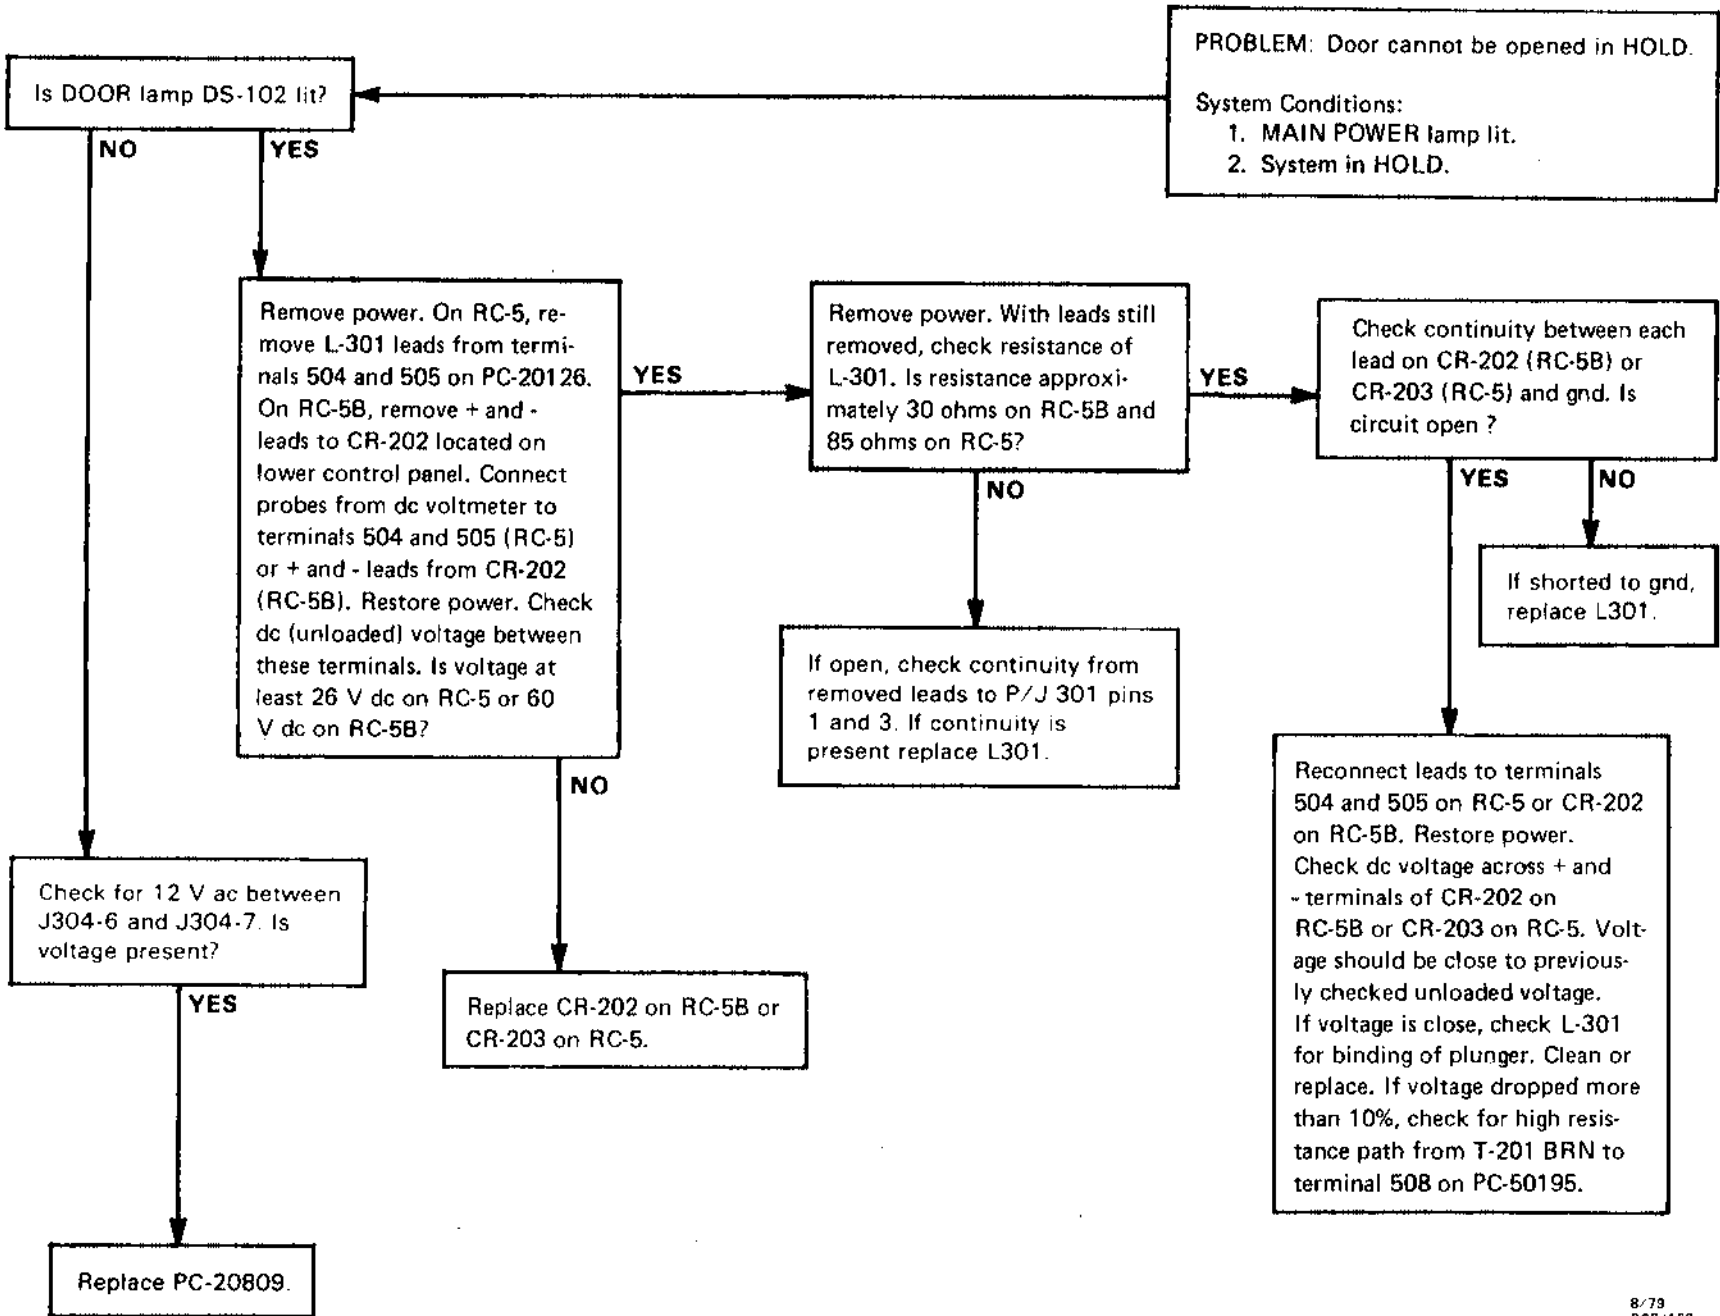 PROBLEM: Door cannot be opened in HOLD.
System Conditions:
1. MAIN POWER lamp lit.
2. System in HOLD.
Is DOOR lamp DS-102 lit?
NO
YES
Remove power. On RC-5, re-
move L-301 leads from termi-
nals 504 and 505 on PC-20126.
On RC-5B, remove + and -
leads to CR-202 located on
lower control panel. Connect
probes from dc voltmeter to
terminals 504 and 505 (RC-5)
or + and - leads from CR-202
(RC-5B). Restore power. Check
dc (unloaded) voltage between
these terminals. Is voltage at
least 26 V dc on RC-5 or 60
V dc on RC-5B?
YES
NO
Remove power. With leads still
removed, check resistance of
L-301. Is resistance approxi-
mately 30 ohms on RC-5B and
85 ohms on RC-5?
YES
NO
Check continuity between each
lead on CR-202 (RC-5B) or
CR-203 (RC-5) and gnd. Is
circuit open ?
YES
NO
If shorted to gnd,
replace L301.
If open, check continuity from
removed leads to P/J 301 pins
1 and 3. If continuity is
present replace L301.
Reconnect leads to terminals
504 and 505 on RC-5 or CR-202
on RC-5B. Restore power.
Check dc voltage across + and
- terminals of CR-202 on
RC-5B or CR-203 on RC-5. Volt-
age should be close to previous-
ly checked unloaded voltage.
If voltage is close, check L-301
for binding of plunger. Clean or
replace. If voltage dropped more
than 10%, check for high resis-
tance path from T-201 BRN to
terminal 508 on PC-50195.
Check for 12 V ac between
J304-6 and J304-7. Is
voltage present?
YES
Replace CR-202 on RC-5B or
CR-203 on RC-5.
Replace PC-20809.
8/79